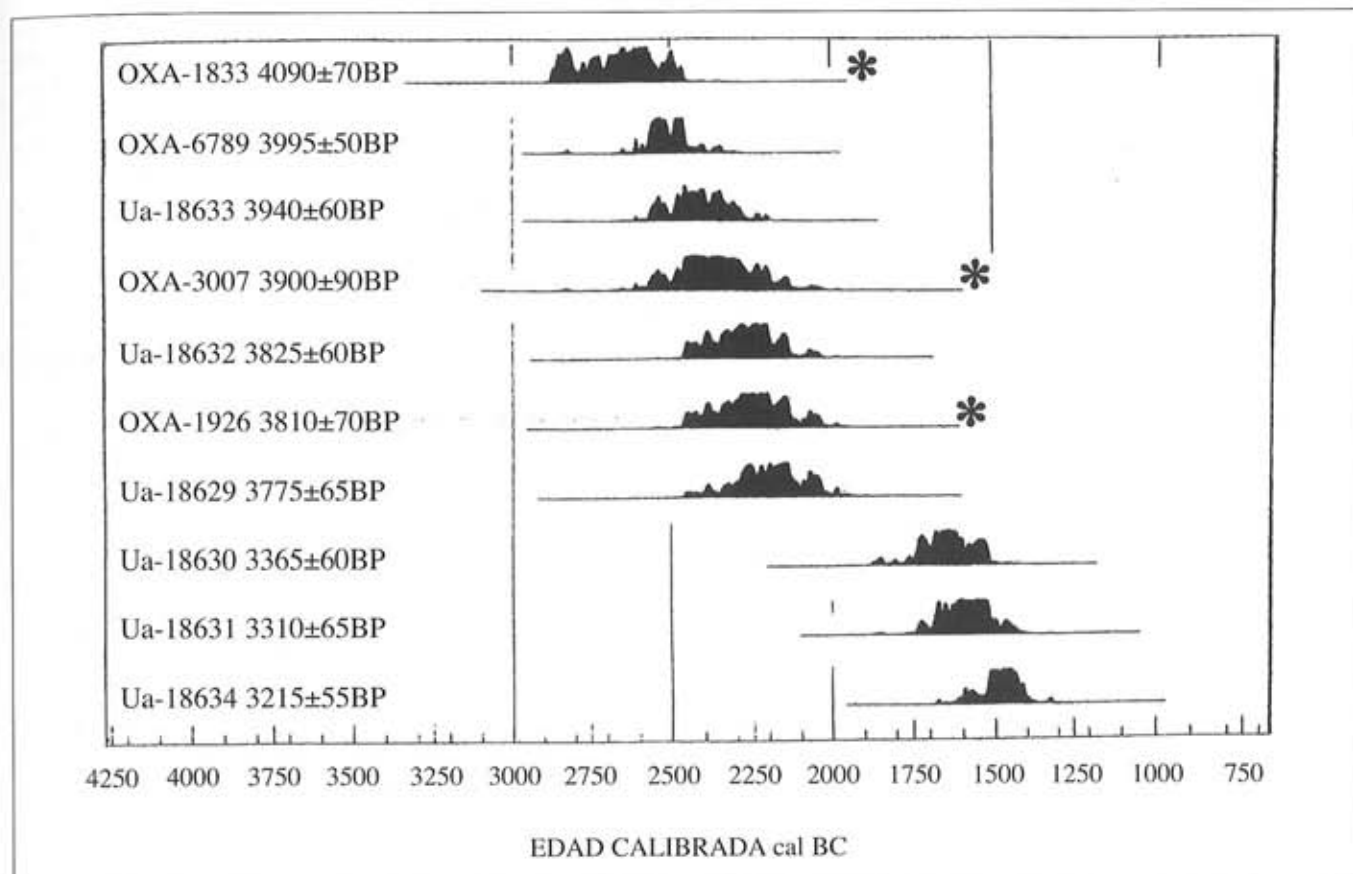 OXA-1833 4090±70BP *
OXA-6789 3995±50BP
Ua-18633 3940±60BP
OXA-3007 3900±90BP *
Ua-18632 3825±60BP
OXA-1926 3810±70BP *
Ua-18629 3775±65BP
Ua-18630 3365±60BP
Ua-18631 3310±65BP
Ua-18634 3215±55BP
4250 4000 3750 3500 3250 3000 2750 2500 2250 2000 1750 1500 1250 1000 750
EDAD CALIBRADA cal BC